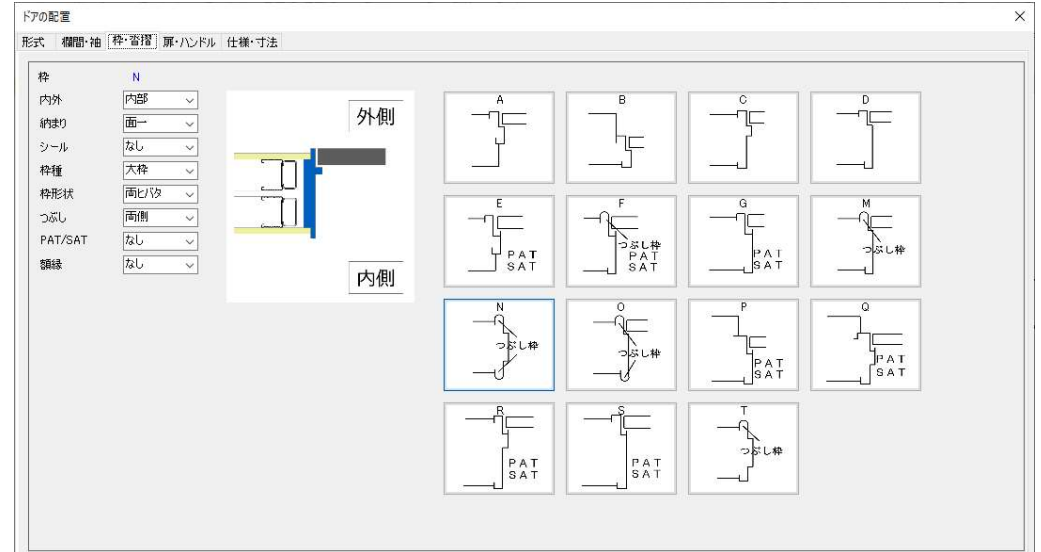 ドアの配置
形式 欄間・袖 枠・沓摺 扉・ハンドル 仕様・寸法
枠 N
内外 内部
納まり 面一
シール なし
枠種 大枠
枠形状 両ヒバタ
つぶし 両側
PAT/SAT なし
額縁 なし
外側
内側
A
B
C
D
E
PAT
SAT
F
つぶし枠
PAT
SAT
G
PAT
SAT
M
つぶし枠
N
つぶし枠
O
つぶし枠
P
PAT
SAT
Q
PAT
SAT
R
PAT
SAT
S
PAT
SAT
T
つぶし枠